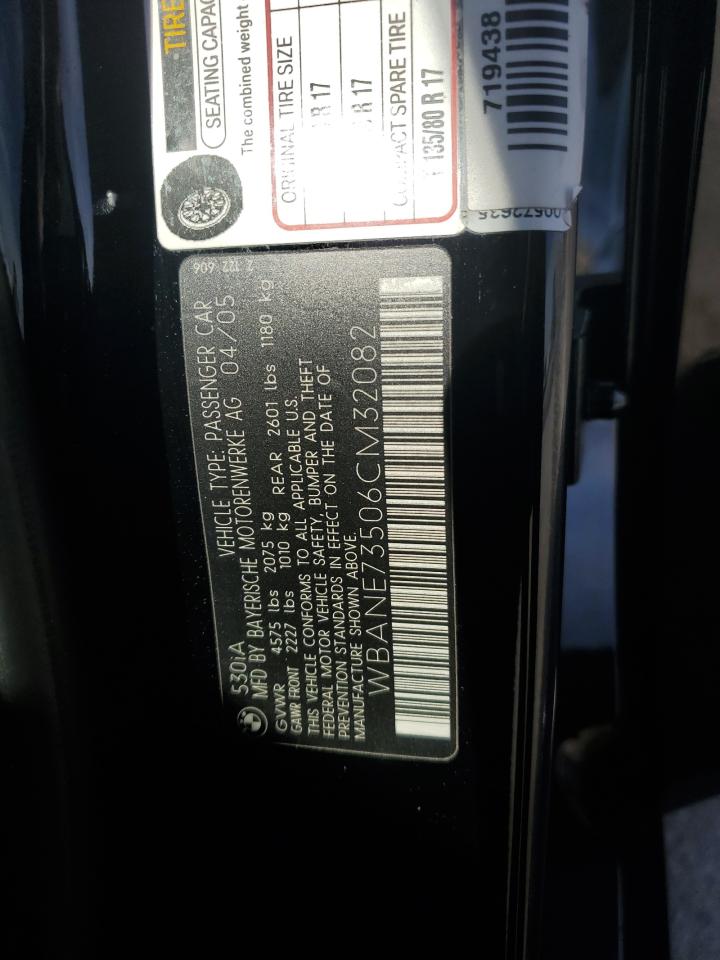 TIRE
SEATING CAPAC
The combined weight
ORIGINAL TIRE SIZE
R 17
R 17
COMPACT SPARE TIRE
T 135/80 R 17
719438
00572635
7 122 606
530iA VEHICLE TYPE: PASSENGER CAR
MFD BY BAYERISCHE MOTORENWERKE AG 04/05
GVWR 4575 lbs 2075 kg
GAWR FRONT 2227 lbs 1010 kg REAR 2601 lbs 1180 kg
THIS VEHICLE CONFORMS TO ALL APPLICABLE U.S.
FEDERAL MOTOR VEHICLE SAFETY, BUMPER AND THEFT
PREVENTION STANDARDS IN EFFECT ON THE DATE OF
MANUFACTURE SHOWN ABOVE.
WBANE73506CM32082